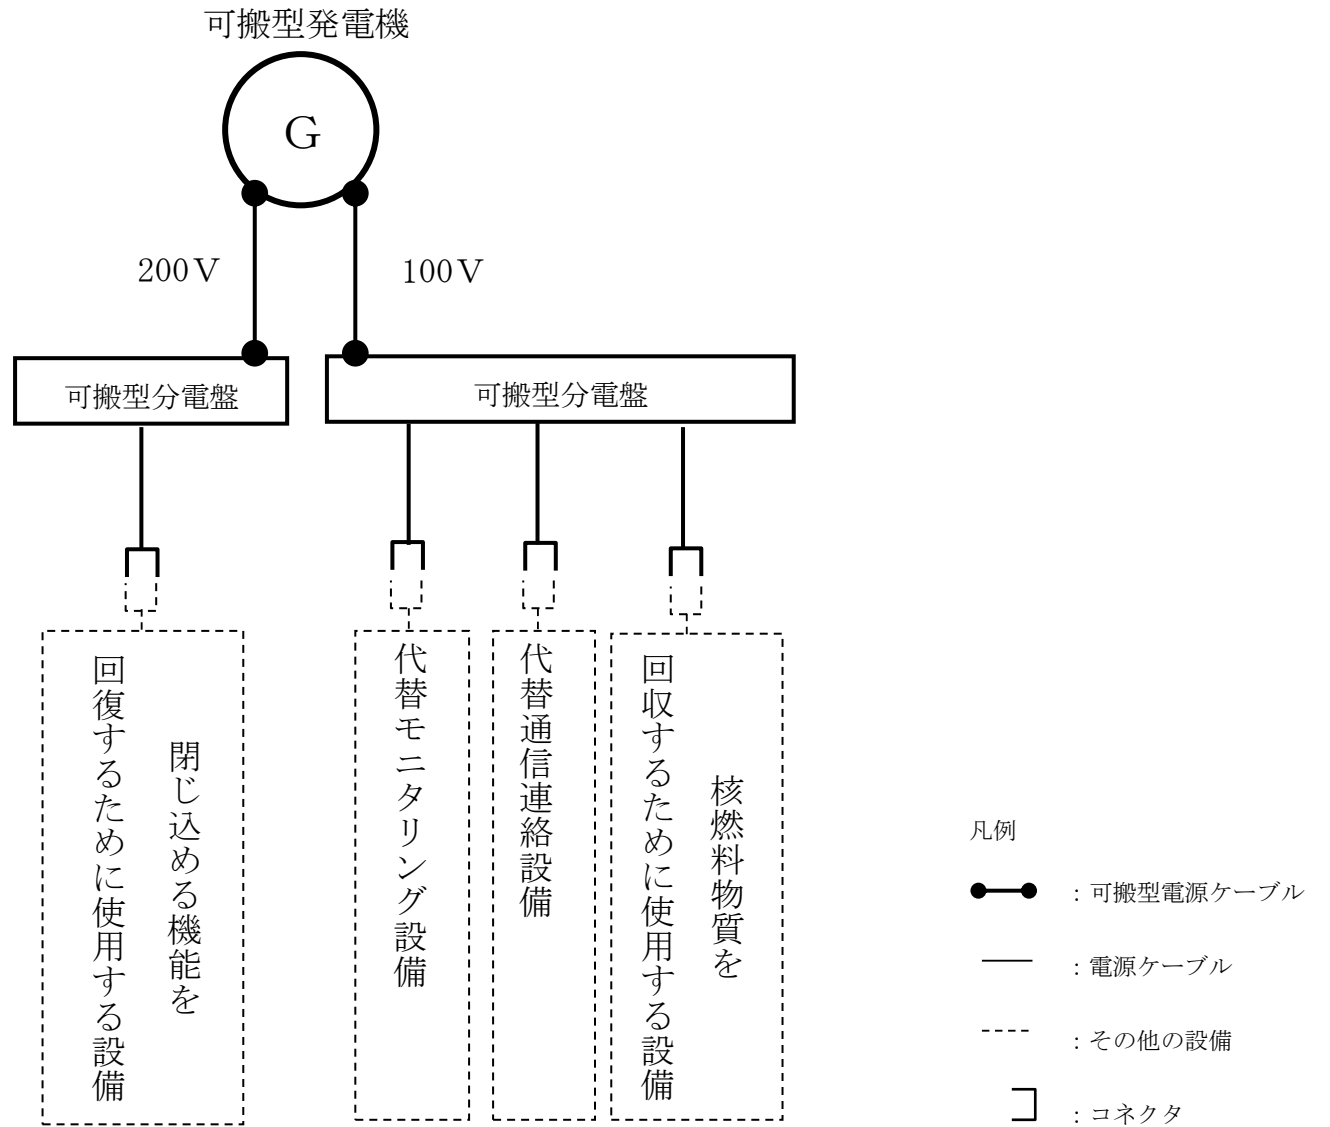 可搬型発電機
G
200V
100V
可搬型分電盤
可搬型分電盤
閉じ込める機能を
回復するために使用する設備
代替モニタリング設備
代替通信連絡設備
核燃料物質を
回収するために使用する設備
凡例
：可搬型電源ケーブル
：電源ケーブル
：その他の設備
：コネクタ